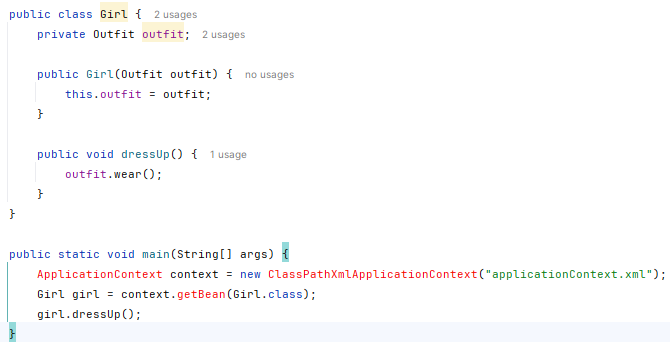 public class Girl {  2 usages
    private Outfit outfit;  2 usages

    public Girl(Outfit outfit) {  no usages
        this.outfit = outfit;
    }

    public void dressUp() {  1 usage
        outfit.wear();
    }
}

public static void main(String[] args) {
    ApplicationContext context = new ClassPathXmlApplicationContext("applicationContext.xml");
    Girl girl = context.getBean(Girl.class);
    girl.dressUp();
}